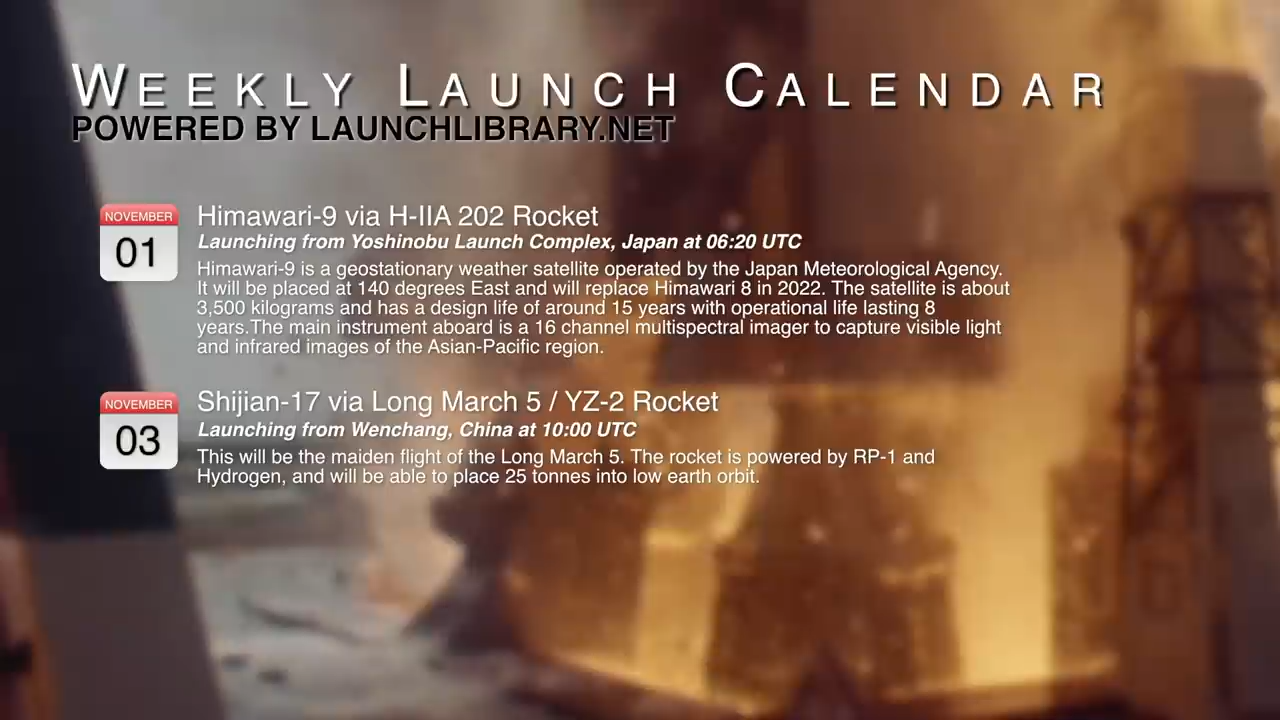 Weekly Launch Calendar
POWERED BY LAUNCHLIBRARY.NET
NOVEMBER
01
Himawari-9 via H-IIA 202 Rocket
Launching from Yoshinobu Launch Complex, Japan at 06:20 UTC
Himawari-9 is a geostationary weather satellite operated by the Japan Meteorological Agency.
It will be placed at 140 degrees East and will replace Himawari 8 in 2022. The satellite is about
3,500 kilograms and has a design life of around 15 years with operational life lasting 8
years.The main instrument aboard is a 16 channel multispectral imager to capture visible light
and infrared images of the Asian-Pacific region.
NOVEMBER
03
Shijian-17 via Long March 5 / YZ-2 Rocket
Launching from Wenchang, China at 10:00 UTC
This will be the maiden flight of the Long March 5. The rocket is powered by RP-1 and
Hydrogen, and will be able to place 25 tonnes into low earth orbit.